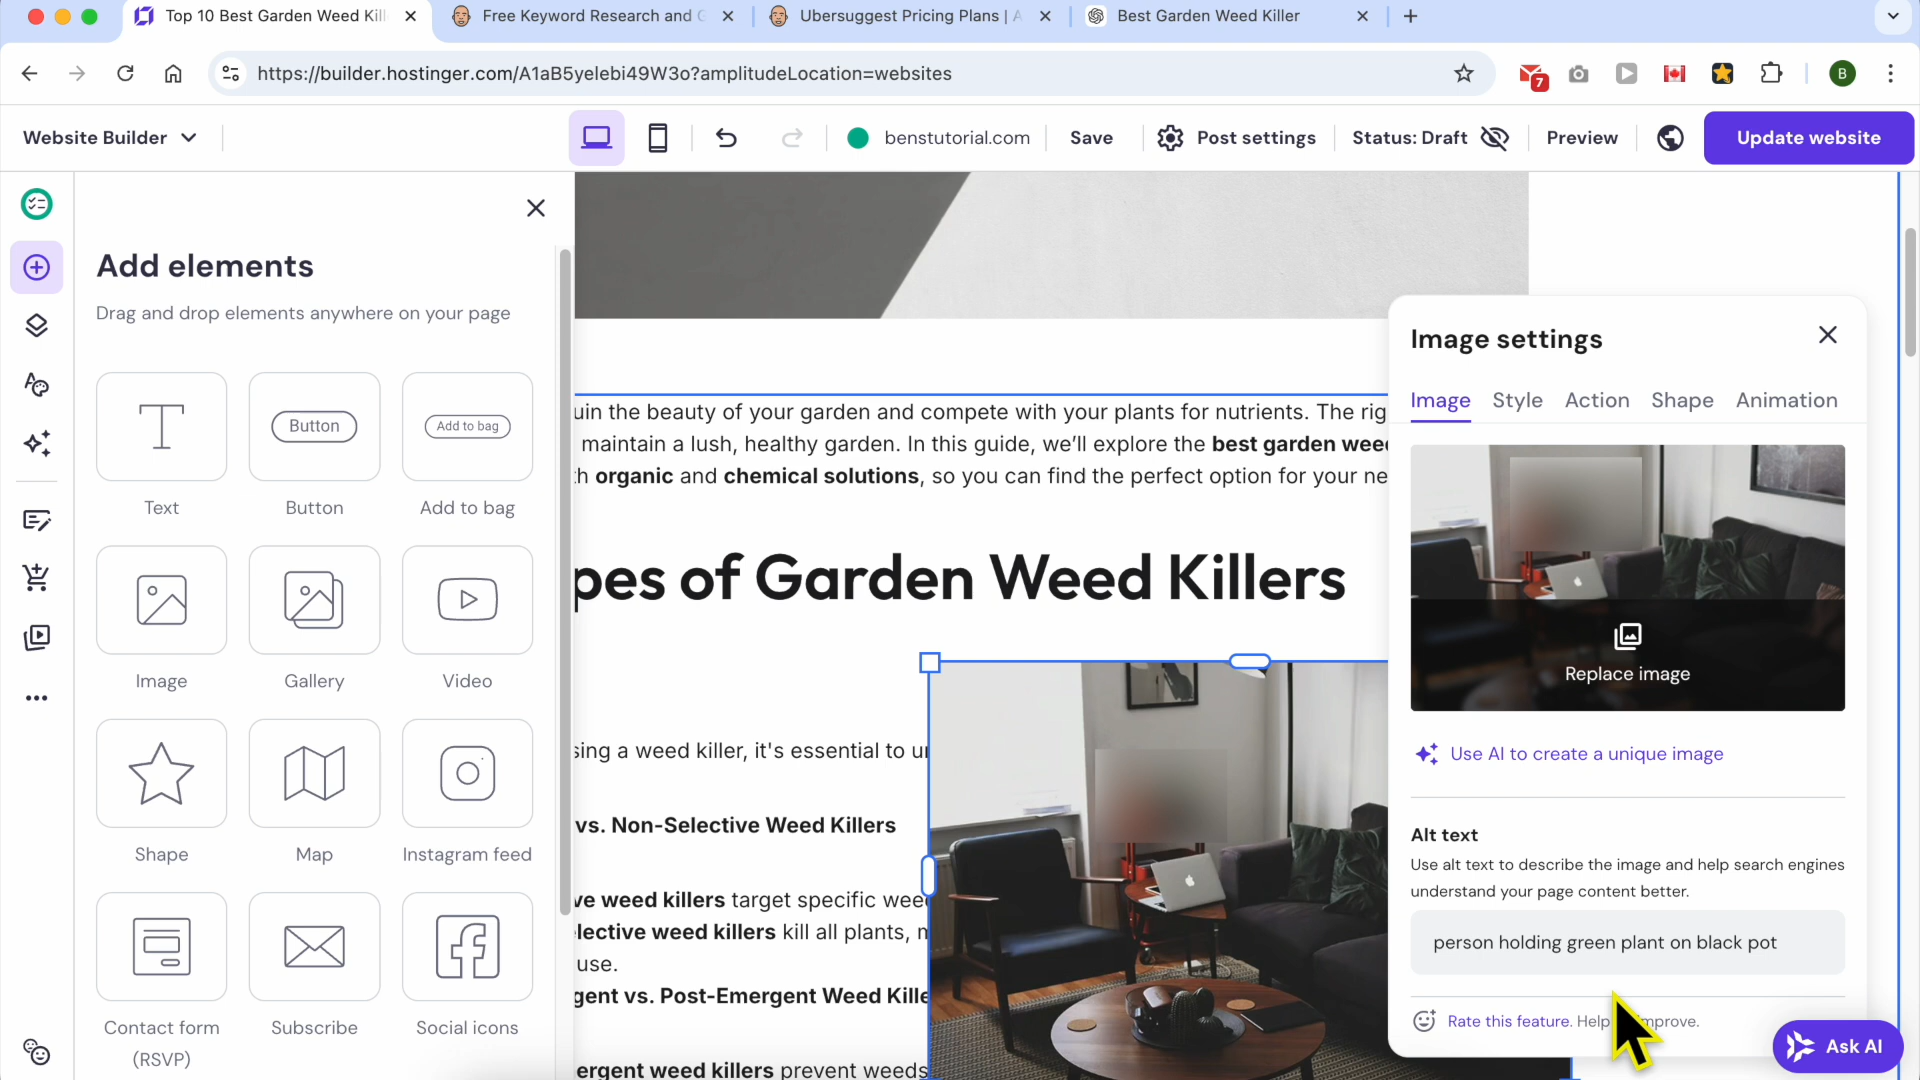 Top 10 Best Garden Weed Kill
Free Keyword Research and G
Ubersuggest Pricing Plans | A
Best Garden Weed Killer
https://builder.hostinger.com/A1aB5yelebi49W3o?amplitudeLocation=websites
7
B
Website Builder
benstutorial.com
Save
Post settings
Status: Draft
Preview
Update website
Add elements
Drag and drop elements anywhere on your page
Button
Add to bag
Text
Button
Add to bag
Image
Gallery
Video
Shape
Map
Instagram feed
Contact form
(RSVP)
Subscribe
Social icons
uin the beauty of your garden and compete with your plants for nutrients. The rig
maintain a lush, healthy garden. In this guide, we'll explore the best garden weed
h organic and chemical solutions, so you can find the perfect option for your ne
pes of Garden Weed Killers
sing a weed killer, it's essential to un
vs. Non-Selective Weed Killers
ve weed killers target specific weed
lective weed killers kill all plants, m
use.
gent vs. Post-Emergent Weed Kille
ergent weed killers prevent weeds
Image settings
Image
Style
Action
Shape
Animation
Replace image
Use AI to create a unique image
Alt text
Use alt text to describe the image and help search engines
understand your page content better.
person holding green plant on black pot
Rate this feature. Help improve.
Ask AI